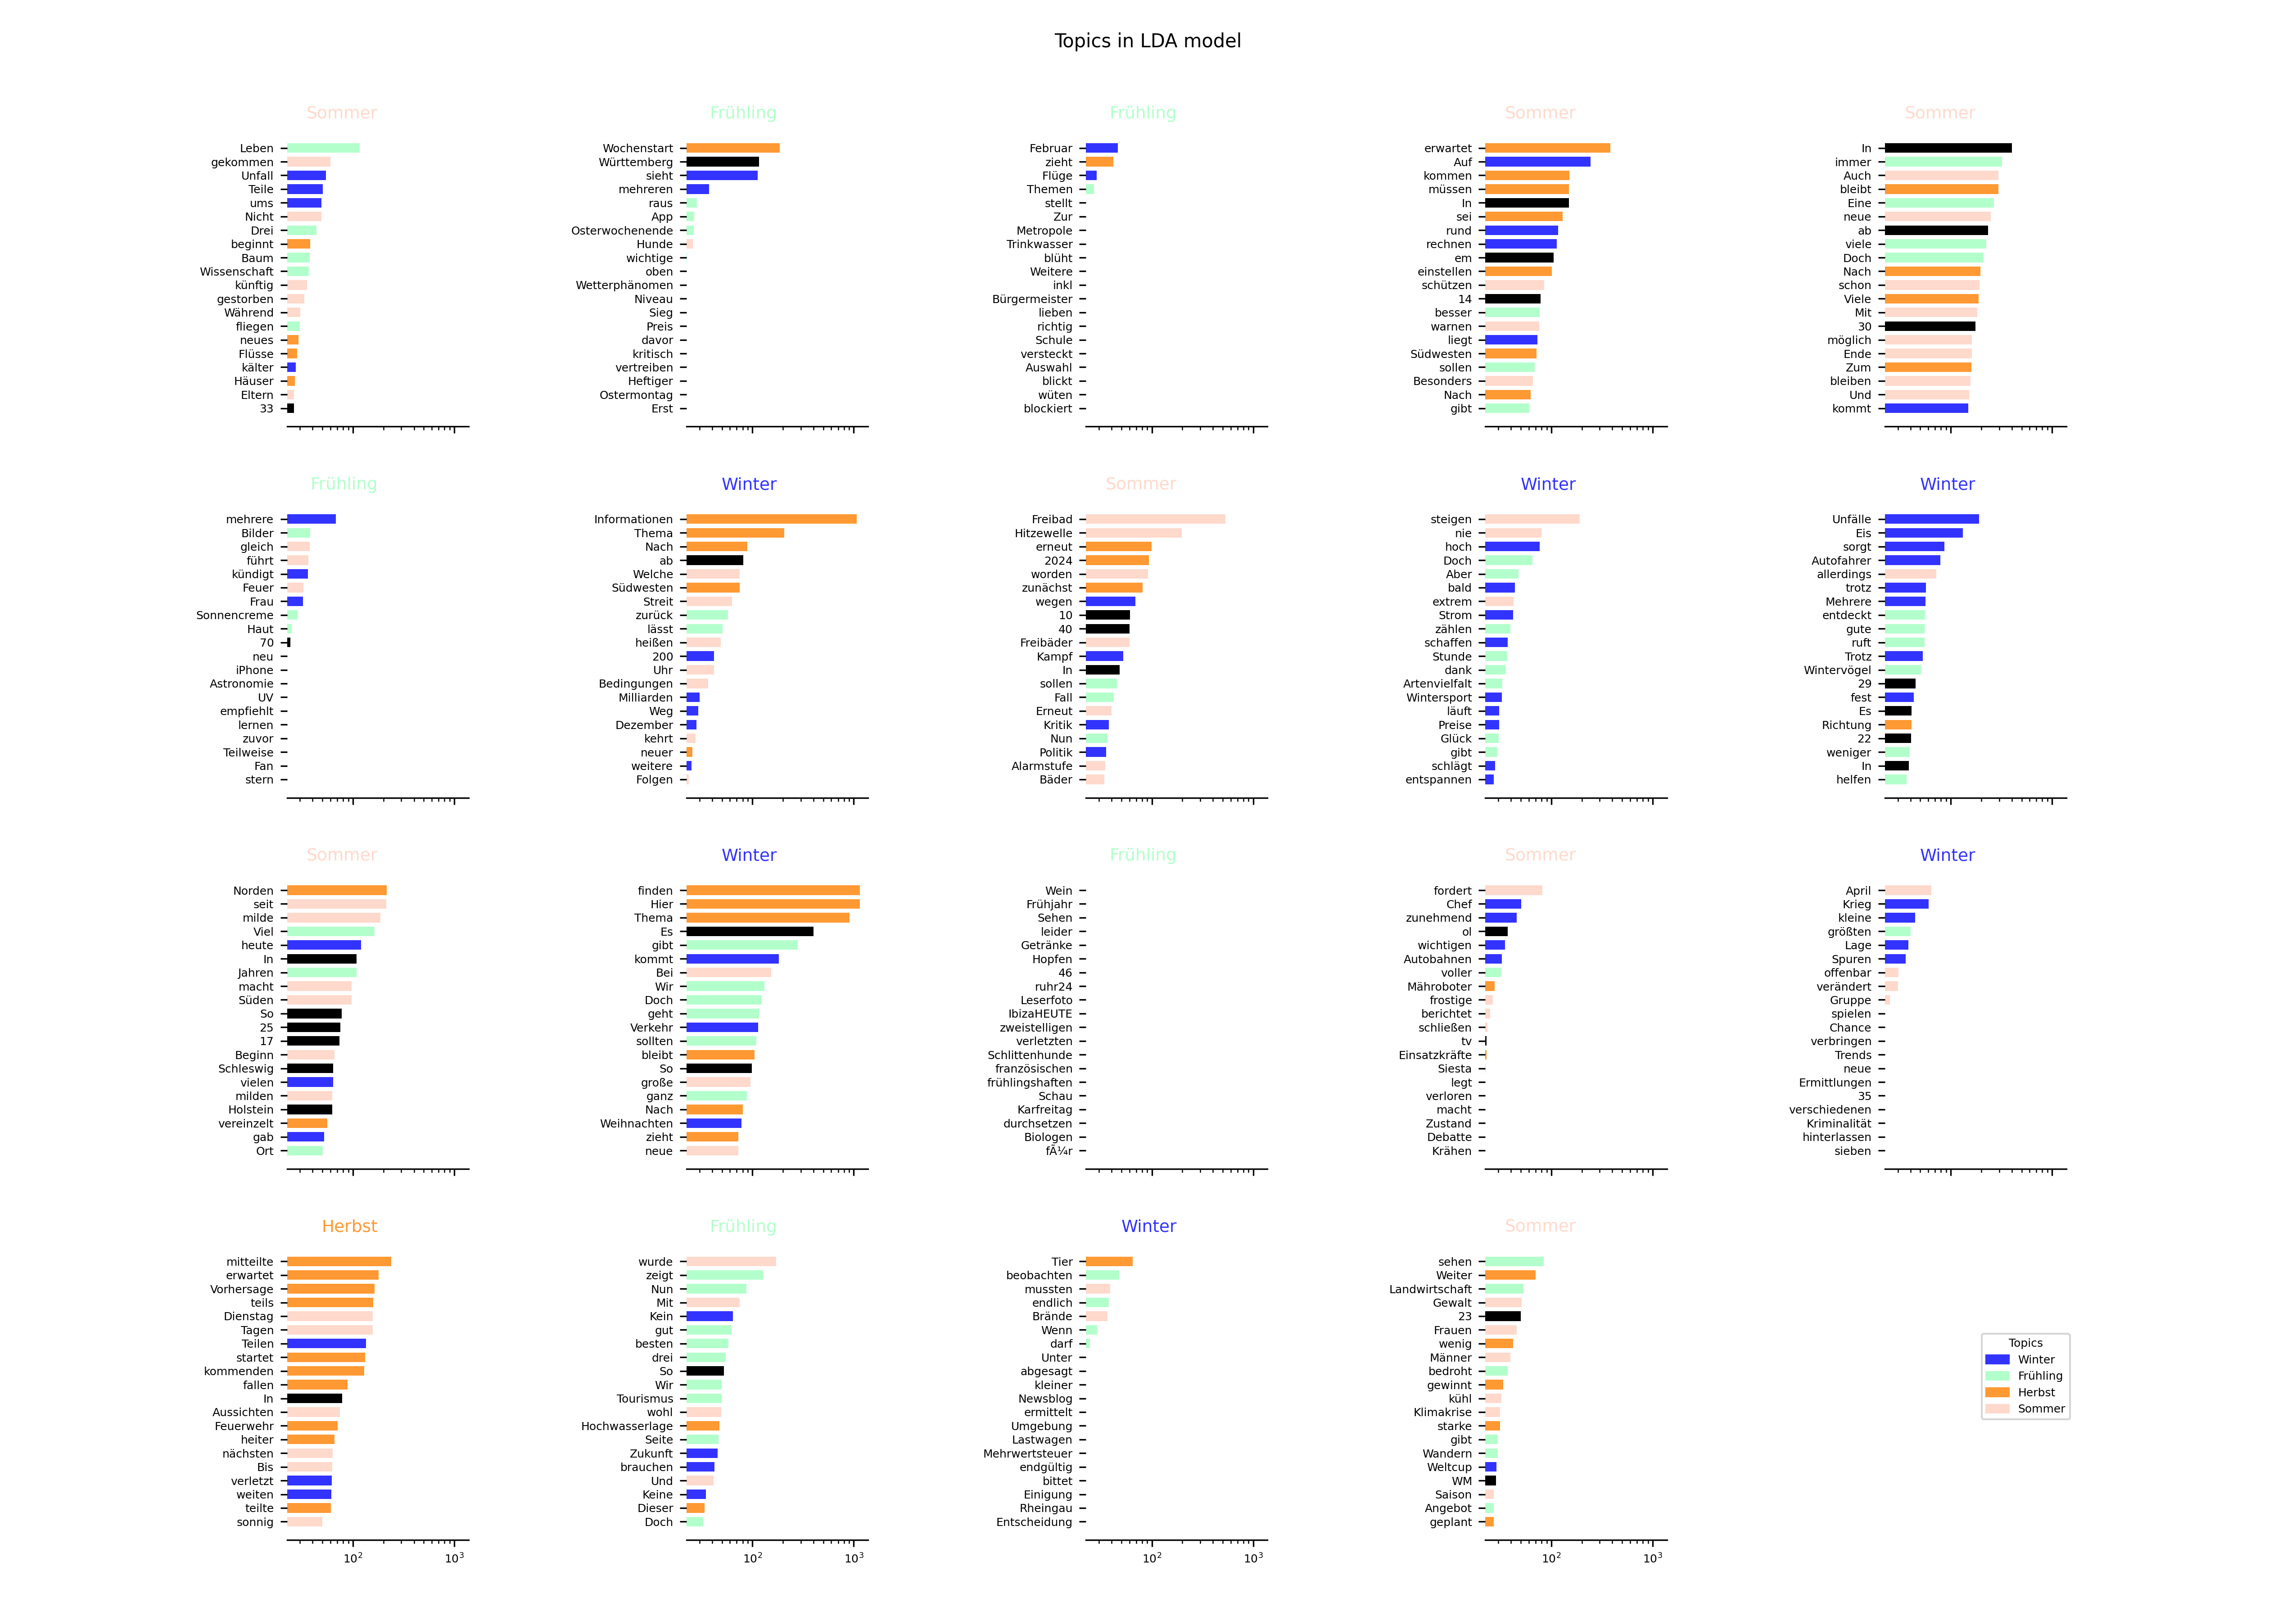 Topics in LDA model
Sommer
Leben
gekommen
Unfall
Teile
ums
Nicht
Drei
beginnt
Baum
Wissenschaft
künftig
gestorben
Während
fliegen
neues
Flüsse
kälter
Häuser
Eltern
33
Frühling
Wochenstart
Württemberg
sieht
mehreren
raus
App
Osterwochenende
Hunde
wichtige
oben
Wetterphänomen
Niveau
Sieg
Preis
davor
kritisch
vertreiben
Heftiger
Ostermontag
Erst
Frühling
Februar
zieht
Flüge
Themen
stellt
Zur
Metropole
Trinkwasser
blüht
Weitere
inkl
Bürgermeister
lieben
richtig
Schule
versteckt
Auswahl
blickt
wüten
blockiert
Sommer
erwartet
Auf
kommen
müssen
In
sei
rund
rechnen
em
einstellen
schützen
14
besser
warnen
liegt
Südwesten
sollen
Besonders
Nach
gibt
Sommer
In
immer
Auch
bleibt
Eine
neue
ab
viele
Doch
Nach
schon
Viele
Mit
30
möglich
Ende
Zum
bleiben
Und
kommt
Frühling
mehrere
Bilder
gleich
führt
kündigt
Feuer
Frau
Sonnencreme
Haut
70
neu
iPhone
Astronomie
UV
empfiehlt
lernen
zuvor
Teilweise
Fan
stern
Winter
Informationen
Thema
Nach
ab
Welche
Südwesten
Streit
zurück
lässt
heißen
200
Uhr
Bedingungen
Milliarden
Weg
Dezember
kehrt
neuer
weitere
Folgen
Sommer
Freibad
Hitzewelle
erneut
2024
worden
zunächst
wegen
10
40
Freibäder
Kampf
In
sollen
Fall
Erneut
Kritik
Nun
Politik
Alarmstufe
Bäder
Winter
steigen
nie
hoch
Doch
Aber
bald
extrem
Strom
zählen
schaffen
Stunde
dank
Artenvielfalt
Wintersport
läuft
Preise
Glück
gibt
schlägt
entspannen
Winter
Unfälle
Eis
sorgt
Autofahrer
allerdings
trotz
Mehrere
entdeckt
gute
ruft
Trotz
Wintervögel
29
fest
Es
Richtung
22
weniger
In
helfen
Sommer
Norden
seit
milde
Viel
heute
In
Jahren
macht
Süden
So
25
17
Beginn
Schleswig
vielen
milden
Holstein
vereinzelt
gab
Ort
Winter
finden
Hier
Thema
Es
gibt
kommt
Bei
Wir
Doch
geht
Verkehr
sollten
bleibt
So
große
ganz
Nach
Weihnachten
zieht
neue
Frühling
Wein
Frühjahr
Sehen
leider
Getränke
Hopfen
46
ruhr24
Leserfoto
IbizaHEUTE
zweistelligen
verletzten
Schlittenhunde
französischen
frühlingshaften
Schau
Karfreitag
durchsetzen
Biologen
fÃ¼r
Sommer
fordert
Chef
zunehmend
ol
wichtigen
Autobahnen
voller
Mähroboter
frostige
berichtet
schließen
tv
Einsatzkräfte
Siesta
legt
verloren
macht
Zustand
Debatte
Krähen
Winter
April
Krieg
kleine
größten
Lage
Spuren
offenbar
verändert
Gruppe
spielen
Chance
verbringen
Trends
neue
Ermittlungen
35
verschiedenen
Kriminalität
hinterlassen
sieben
Herbst
mitteilte
erwartet
Vorhersage
teils
Dienstag
Tagen
Teilen
startet
kommenden
fallen
In
Aussichten
Feuerwehr
heiter
nächsten
Bis
verletzt
weiten
teilte
sonnig
10²
10³
Frühling
wurde
zeigt
Nun
Mit
Kein
gut
besten
drei
So
Wir
Tourismus
wohl
Hochwasserlage
Seite
Zukunft
brauchen
Und
Keine
Dieser
Doch
10²
10³
Winter
Tier
beobachten
mussten
endlich
Brände
Wenn
darf
Unter
abgesagt
kleiner
Newsblog
ermittelt
Umgebung
Lastwagen
Mehrwertsteuer
endgültig
bittet
Einigung
Rheingau
Entscheidung
10²
10³
Sommer
sehen
Weiter
Landwirtschaft
Gewalt
23
Frauen
wenig
Männer
bedroht
gewinnt
kühl
Klimakrise
starke
gibt
Wandern
Weltcup
WM
Saison
Angebot
geplant
10²
10³
Topics
Winter
Frühling
Herbst
Sommer